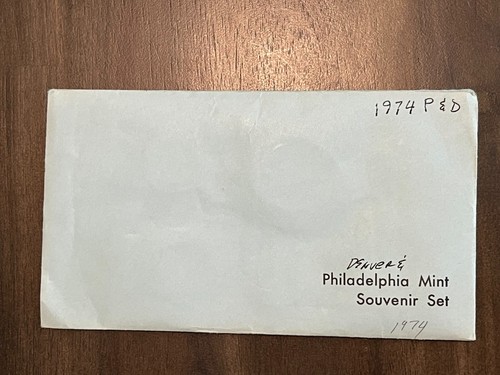 1974 P & D
DENVER &
Philadelphia Mint
Souvenir Set
1974